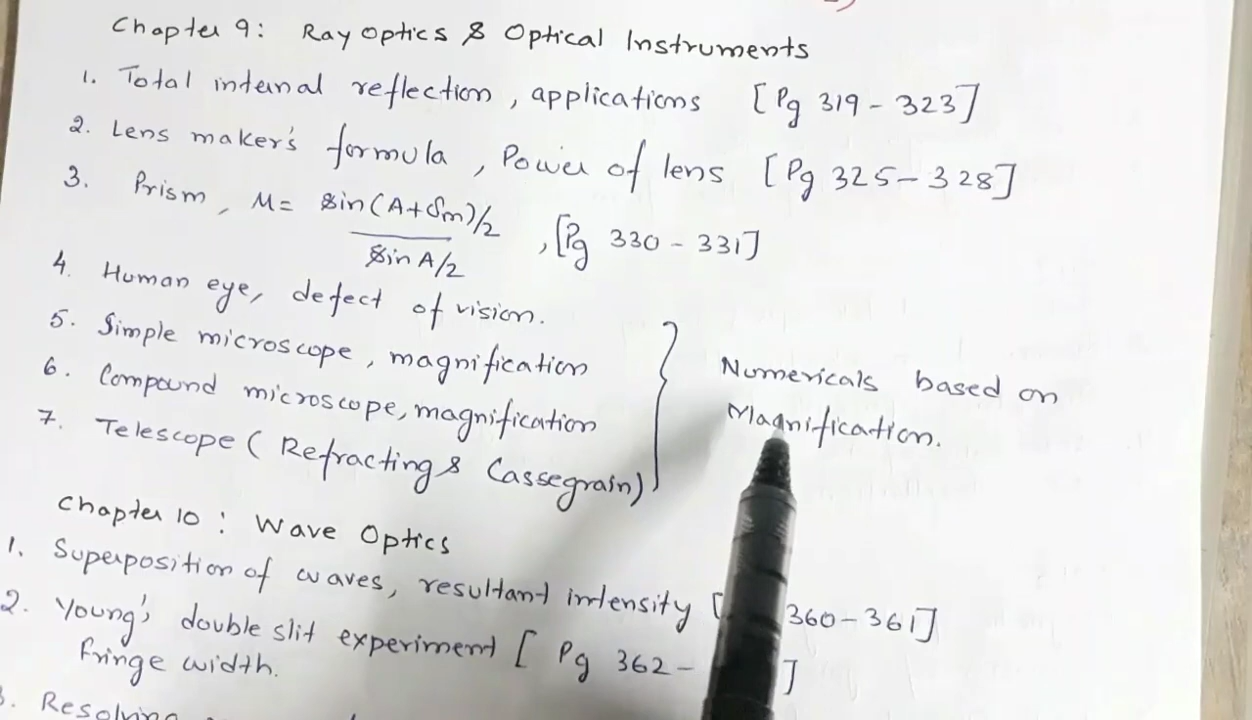 Chapter 9: Ray Optics & Optical Instruments
1. Total internal reflection, applications [Pg 319-323]
2. Lens maker's formula, Power of lens [Pg 325-328]
3. Prism, M = sin(A+δm)/2 / sin A/2, [Pg 330-331]
4. Human eye, defect of vision.
5. Simple microscope, magnification
6. Compound microscope, magnification
7. Telescope (Refracting & Cassegrain)
Numericals based on
Magnification.
Chapter 10: Wave Optics
1. Superposition of waves, resultant intensity [ 360-361]
2. Young's double slit experiment [Pg 362- ]
fringe width.